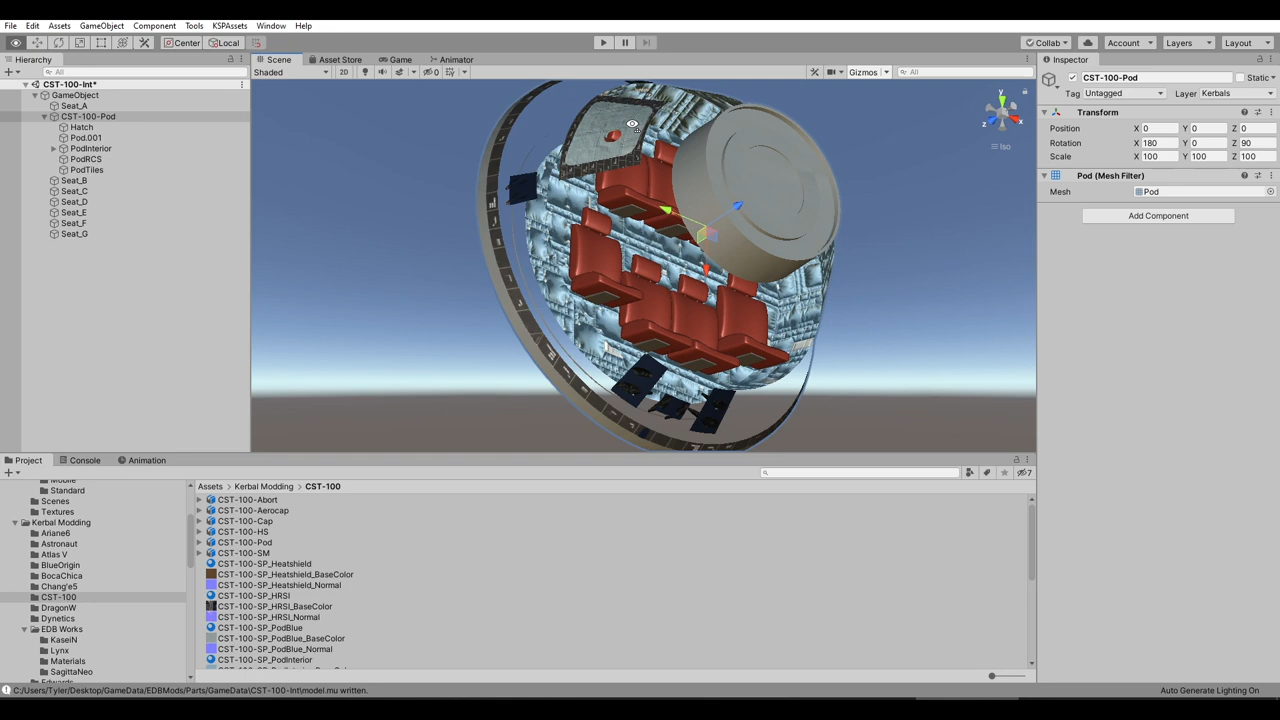 File Edit Assets GameObject Component Tools KSPAssets Window Help
Center Local Collab Account Layers Layout
Hierarchy
All
CST-100-Int*
GameObject
Seat_A
CST-100-Pod
Hatch
Pod.001
PodInterior
PodRCS
PodTiles
Seat_B
Seat_C
Seat_D
Seat_E
Seat_F
Seat_G
Scene Asset Store Game Animator
Shaded 2D 0 Gizmos All
y
x
z
Iso
Inspector
CST-100-Pod Static
Tag Untagged Layer Kerbals
Transform
Position X 0 Y 0 Z 0
Rotation X 180 Y 0 Z 90
Scale X 100 Y 100 Z 100
Pod (Mesh Filter)
Mesh Pod
Add Component
Project Console Animation
7
Mobile
Standard
Scenes
Textures
Kerbal Modding
Ariane6
Astronaut
Atlas V
BlueOrigin
BocaChica
Chang'e5
CST-100
DragonW
Dynetics
EDB Works
KaseiN
Lynx
Materials
SagittaNeo
Edwards
Assets Kerbal Modding CST-100
CST-100-Abort
CST-100-Aerocap
CST-100-Cap
CST-100-HS
CST-100-Pod
CST-100-SM
CST-100-SP_Heatshield
CST-100-SP_Heatshield_BaseColor
CST-100-SP_Heatshield_Normal
CST-100-SP_HRSI
CST-100-SP_HRSI_BaseColor
CST-100-SP_HRSI_Normal
CST-100-SP_PodBlue
CST-100-SP_PodBlue_BaseColor
CST-100-SP_PodBlue_Normal
CST-100-SP_PodInterior
CST-100-SP_PodInterior_BaseColor
C:/Users/Tyler/Desktop/GameData/EDBMods/Parts/GameData\CST-100-Int\model.mu written.
Auto Generate Lighting On